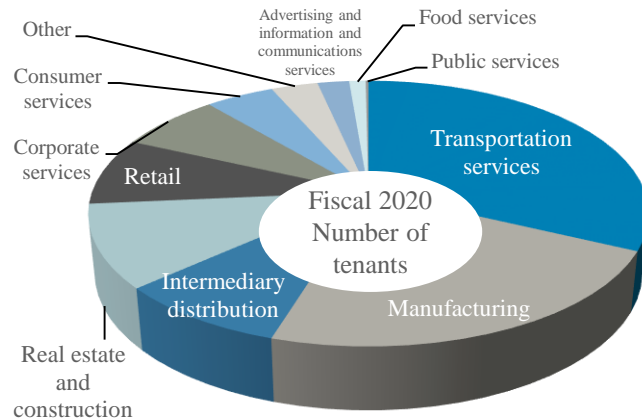 Other
Advertising and
information and
communications
services
Food services
Public services
Consumer
services
Corporate
services
Retail
Transportation
services
Fiscal 2020
Number of
tenants
Intermediary
distribution
Manufacturing
Real estate
and
construction